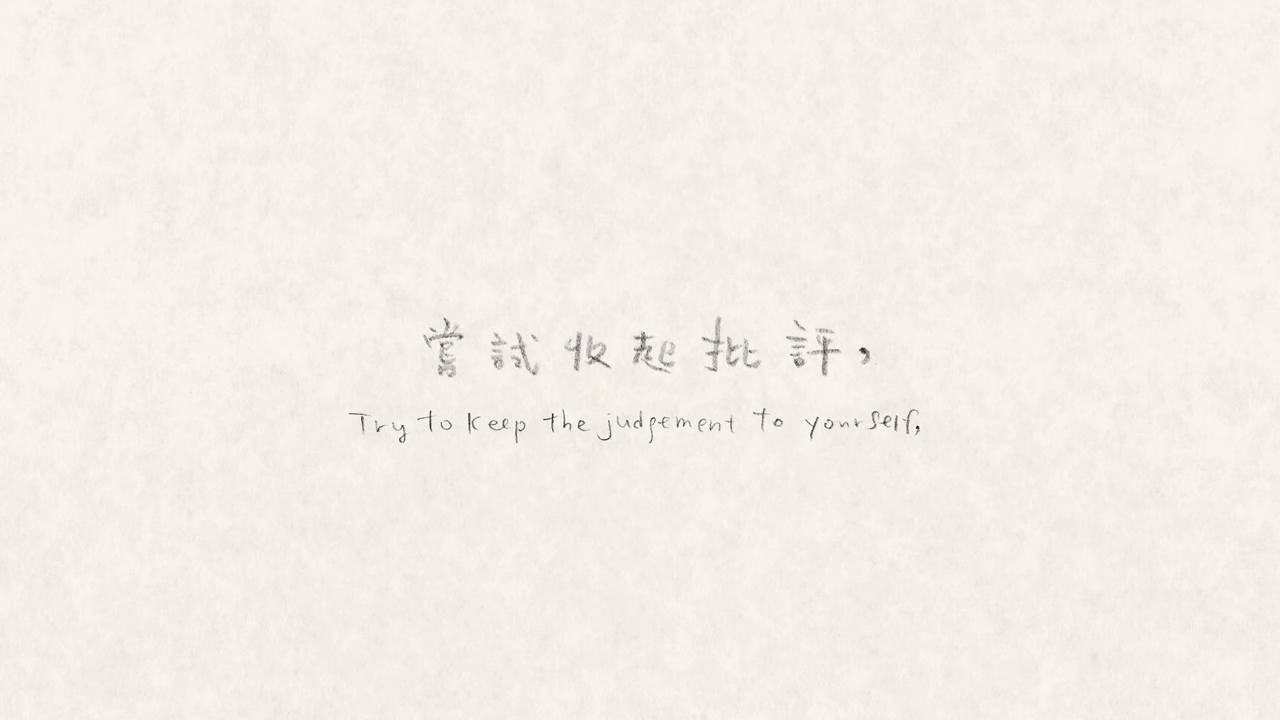 嘗試收起批評，
Try to keep the judgement to yourself,